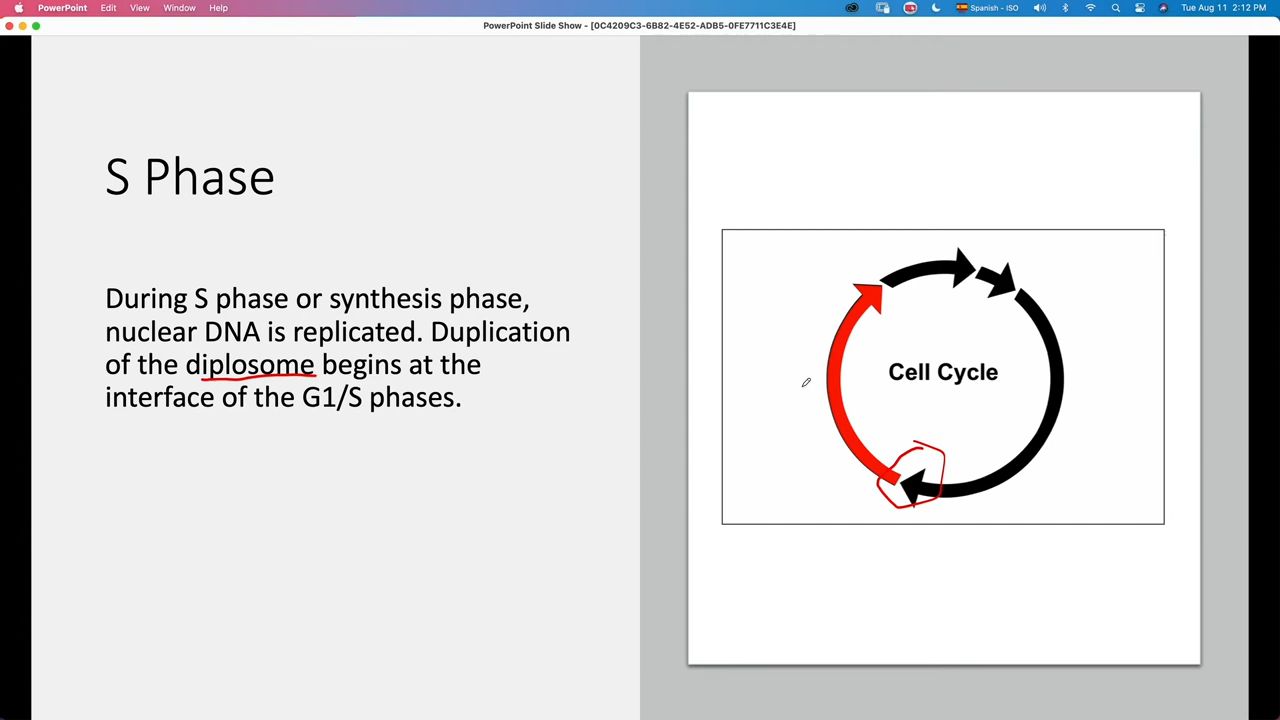 PowerPoint Edit View Window Help Spanish - ISO Tue Aug 11 2:12 PM
PowerPoint Slide Show - [0C4209C3-6B82-4E52-ADB5-0FE7711C3E4E]
S Phase
During S phase or synthesis phase,
nuclear DNA is replicated. Duplication
of the diplosome begins at the
interface of the G1/S phases.
Cell Cycle